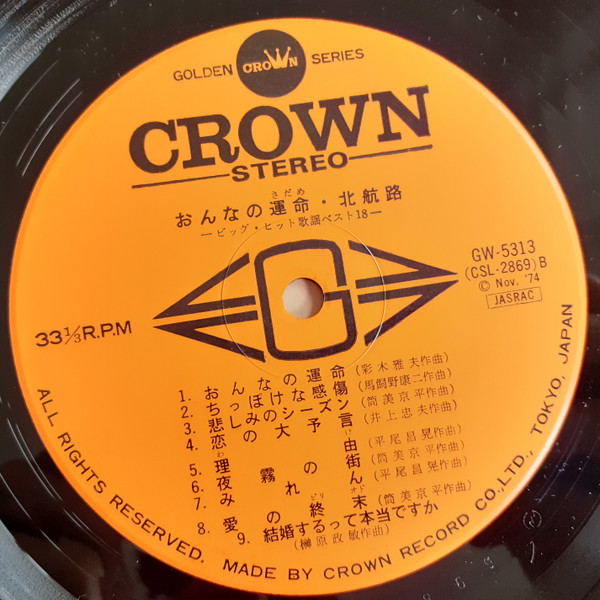 GOLDEN CROWN SERIES
CROWN
STEREO
さだめ
おんなの運命・北航路
―ビッグ・ヒット歌謡ベスト18―
GW-5313
(CSL-2869) B
Ⓒ Nov. '74
JASRAC
33 1/3 R.P.M
G
1. おんなの運命 (彩木雅夫作曲)
2. ちっぽけな感傷 (馬飼野康二作曲)
3. 悲しみのシーズン (筒美京平作曲)
4. 恋の大予言 (井上忠夫作曲)
わ け
5. 理由 (平尾昌晃作曲)
6. 夜霧の街 (筒美京平作曲)
7. みれん (平尾昌晃作曲)
どり
8. 愛の終末 (筒美京平作曲)
9. 結婚するって本当ですか
(榊原政敏作曲)
ALL RIGHTS RESERVED. MADE BY CROWN RECORD CO., LTD., TOKYO, JAPAN